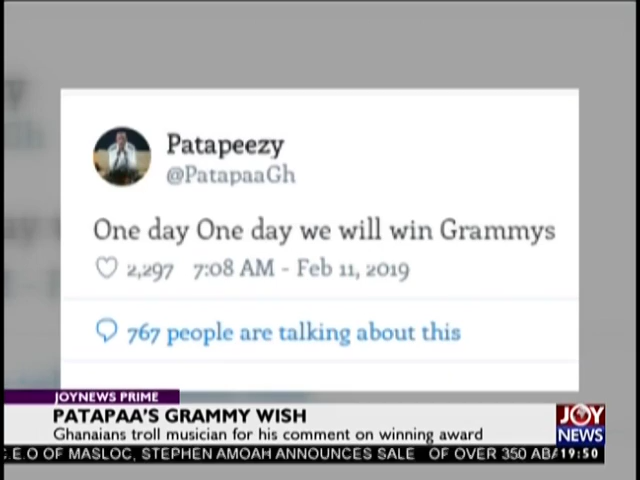 Patapeezy
@PatapaaGh
One day One day we will win Grammys
2,297 7:08 AM - Feb 11, 2019
767 people are talking about this
JOYNEWS PRIME
PATAPAA'S GRAMMY WISH
Ghanaians troll musician for his comment on winning award
JOY
NEWS
.E.O OF MASLOC, STEPHEN AMOAH ANNOUNCES SALE OF OVER 350 ABA
19:50